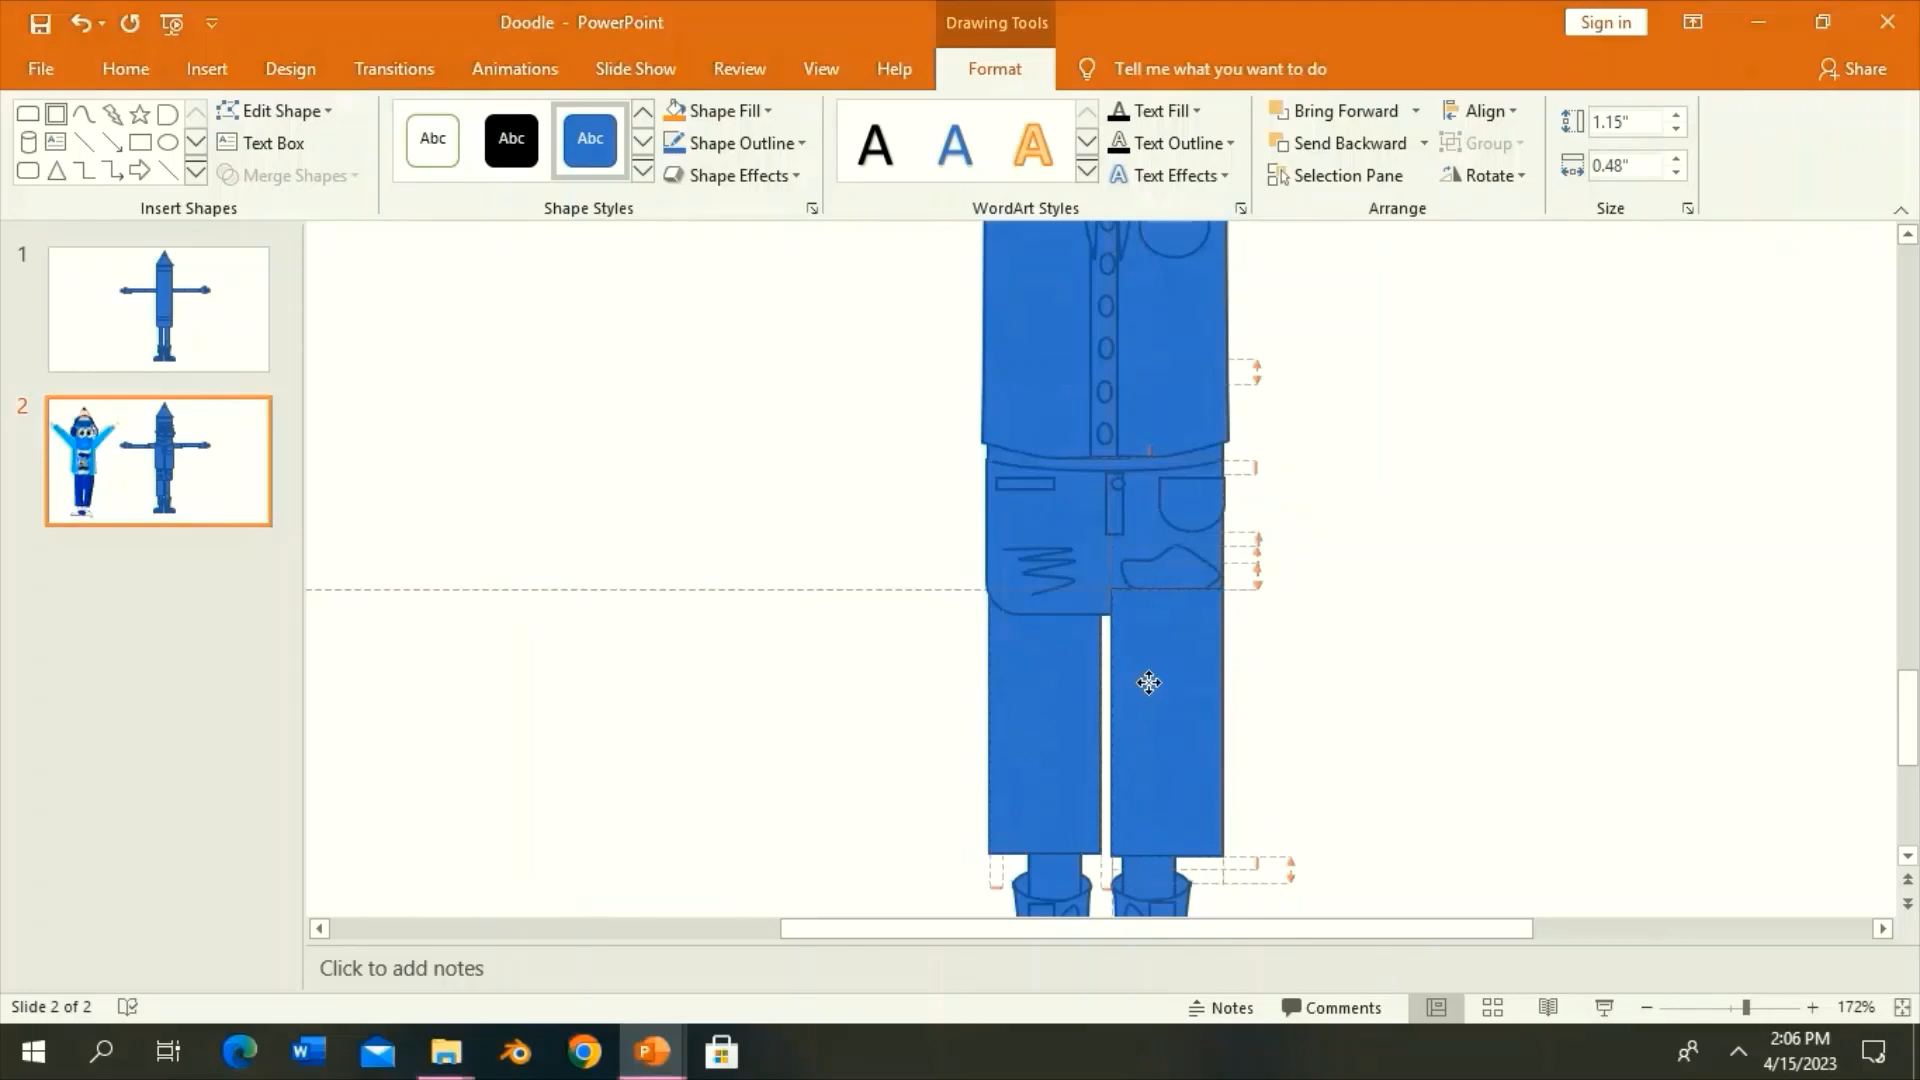 Doodle - PowerPoint
Drawing Tools
Sign in
File Home Insert Design Transitions Animations Slide Show Review View Help Format Tell me what you want to do Share
Edit Shape
Text Box
Merge Shapes
Insert Shapes
Abc Abc Abc
Shape Fill
Shape Outline
Shape Effects
Shape Styles
A A A
Text Fill
Text Outline
Text Effects
WordArt Styles
Bring Forward
Send Backward
Selection Pane
Align
Group
Rotate
Arrange
1.15"
0.48"
Size
1
2
Click to add notes
Slide 2 of 2
Notes Comments 172%
2:06 PM
4/15/2023